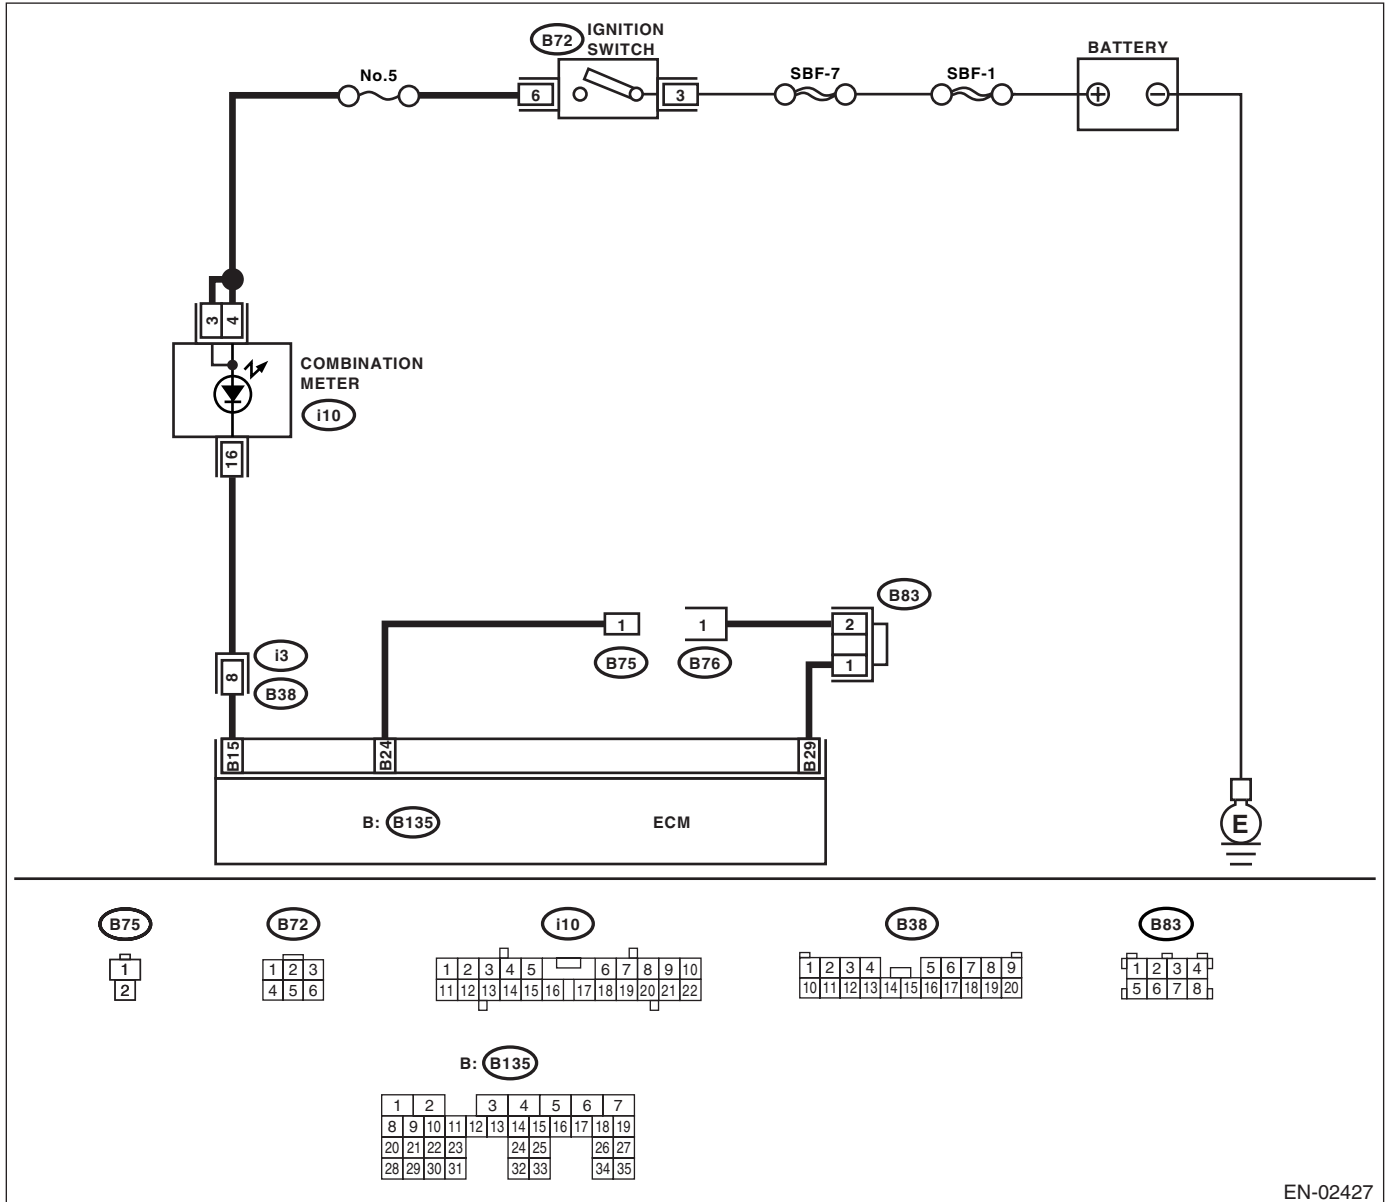 B72
IGNITION
SWITCH
BATTERY
No.5
SBF-7
SBF-1
6
3
+
−
3
4
COMBINATION
METER
i10
16
i3
8
B38
B83
1
1
2
B75
B76
1
B15
B24
B29
B: B135
ECM
E
B75
B72
i10
B38
B83
1
2
1 2 3
4 5 6
1 2 3 4 5 6 7 8 9 10
11 12 13 14 15 16 17 18 19 20 21 22
1 2 3 4 5 6 7 8 9
10 11 12 13 14 15 16 17 18 19 20
1 2 3 4
5 6 7 8
B: B135
1 2 3 4 5 6 7
8 9 10 11 12 13 14 15 16 17 18 19
20 21 22 23 24 25 26 27
28 29 30 31 32 33 34 35
EN-02427